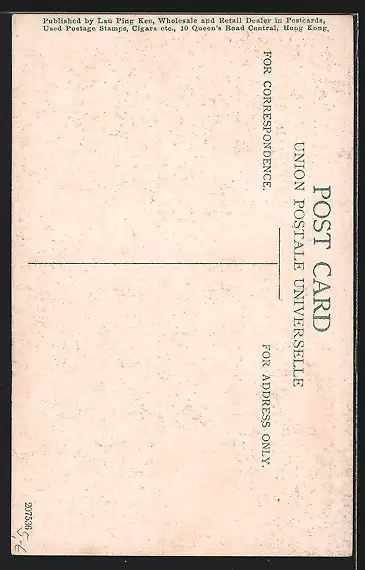 Published by Lau Ping Kee, Wholesale and Retail Dealer in Postcards,
Used Postage Stamps, Cigars etc., 10 Queen's Road Central, Hong Kong.
POST CARD
UNION POSTALE UNIVERSELLE
FOR CORRESPONDENCE.
FOR ADDRESS ONLY.
207536